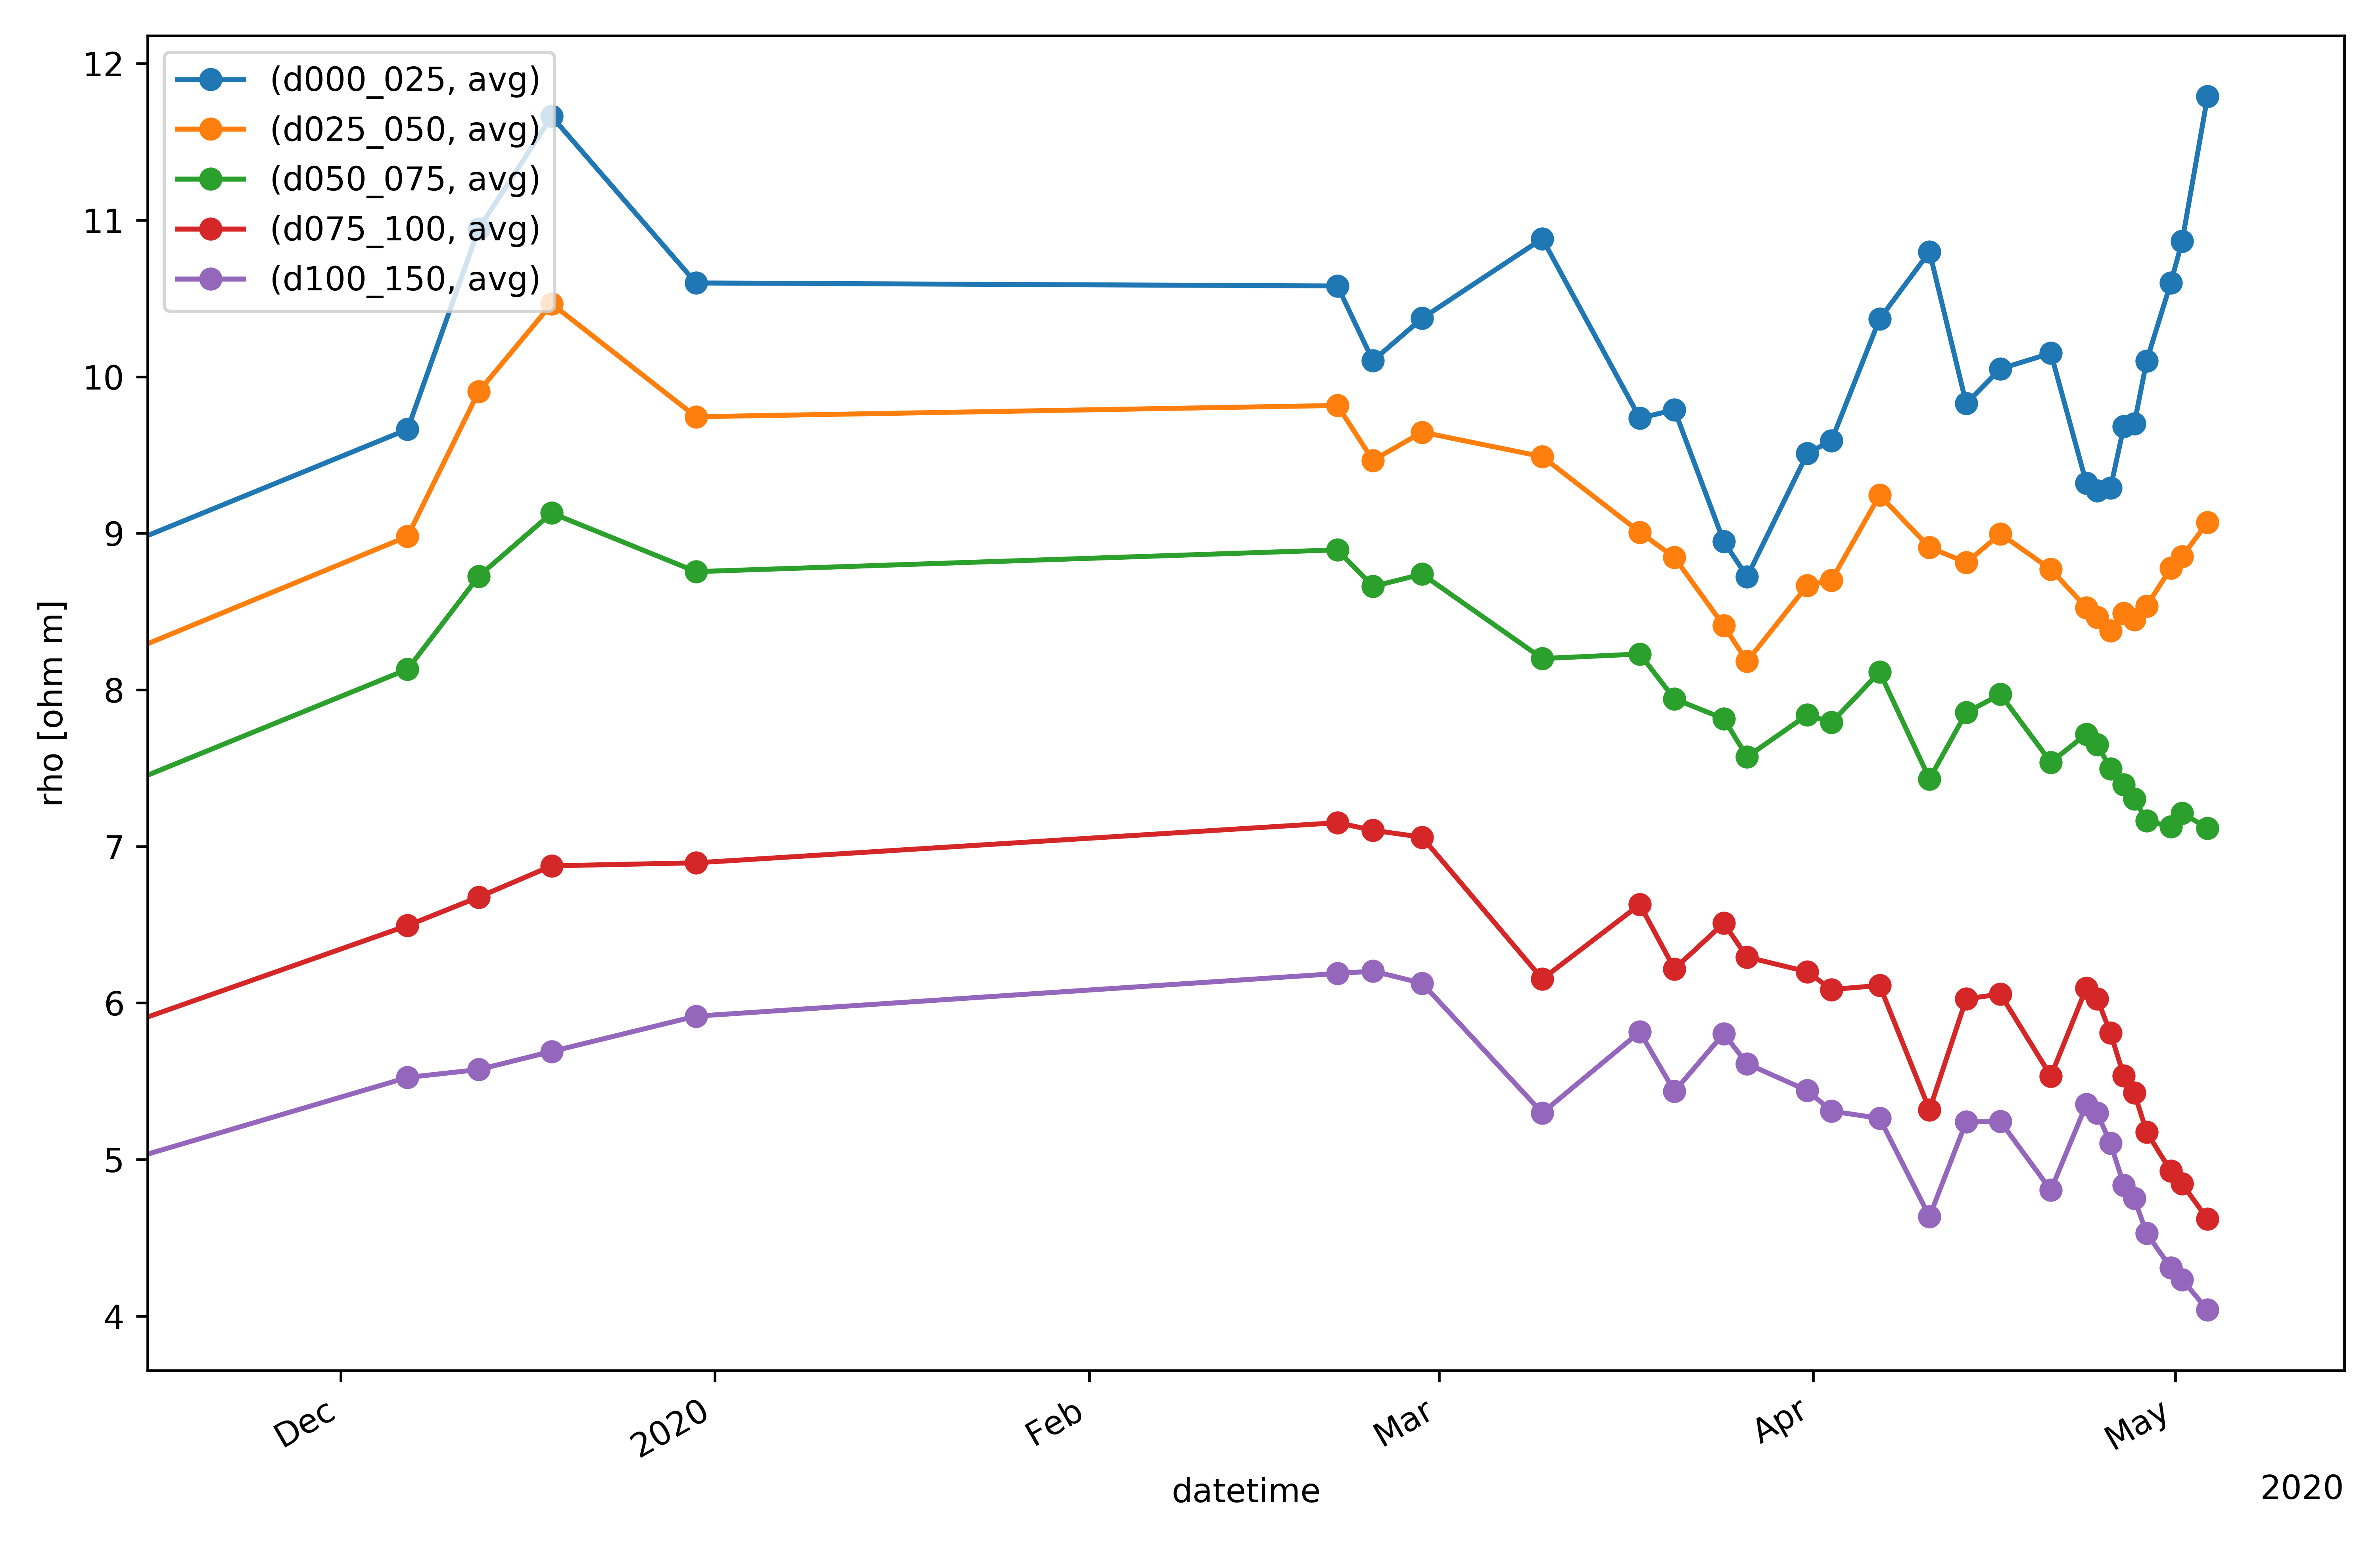 12
11
10
9
8
7
6
5
4
rho [ohm m]
(d000_025, avg)
(d025_050, avg)
(d050_075, avg)
(d075_100, avg)
(d100_150, avg)
Dec
2020
Feb
Mar
Apr
May
datetime
2020